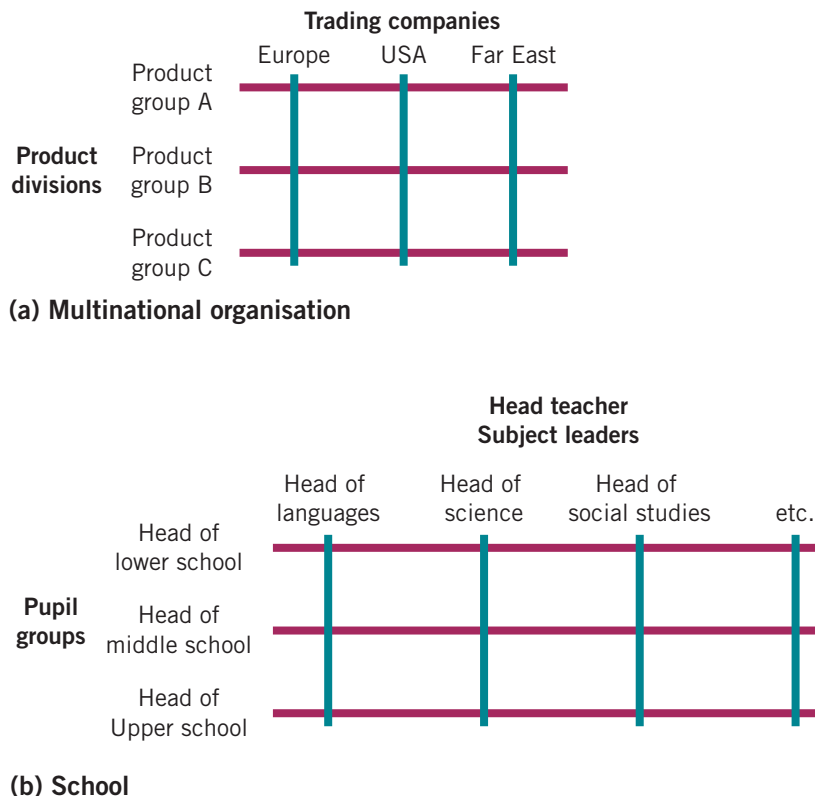 Trading companies
Europe USA Far East
Product
group A
Product
divisions
Product
group B
Product
group C
(a) Multinational organisation
Head teacher
Subject leaders
Head of
languages
Head of
science
Head of
social studies
etc.
Head of
lower school
Pupil
groups
Head of
middle school
Head of
Upper school
(b) School